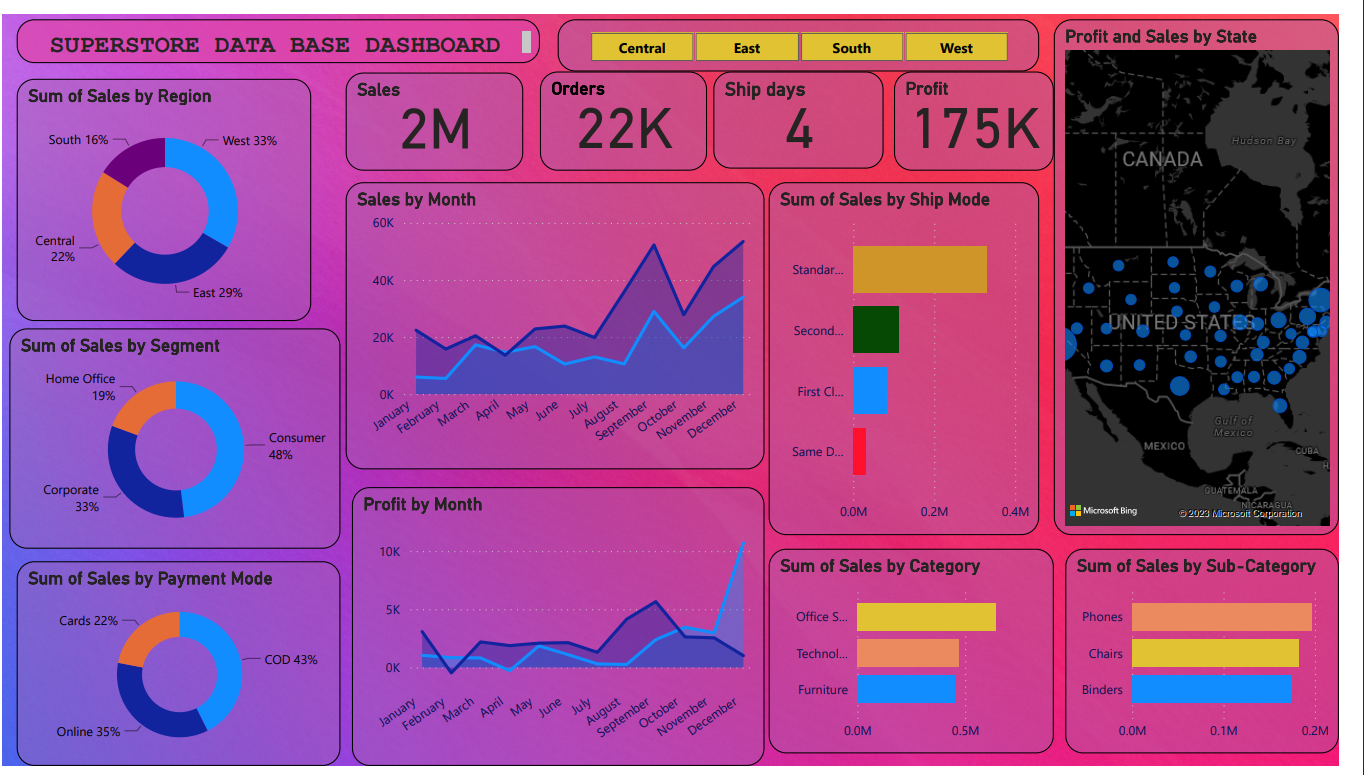 SUPERSTORE DATA BASE DASHBOARD
Central
East
South
West
Sum of Sales by Region
South 16%
West 33%
Central
22%
East 29%
Sales
2M
Orders
22K
Ship days
4
Profit
175K
Profit and Sales by State
CANADA
Hudson Bay
UNITED STATES
Gulf of
Mexico
MEXICO
CUBA
H.
GUATEMALA
NICARAGUA
Microsoft Bing
© 2023 Microsoft Corporation
Sales by Month
60K
40K
20K
0K
January
February
March
April
May
June
July
August
September
October
November
December
Sum of Sales by Ship Mode
Standar...
Second...
First Cl...
Same D...
0.0M
0.2M
0.4M
Sum of Sales by Segment
Home Office
19%
Consumer
48%
Corporate
33%
Profit by Month
10K
5K
0K
January
February
March
April
May
June
July
August
September
October
November
December
Sum of Sales by Payment Mode
Cards 22%
COD 43%
Online 35%
Sum of Sales by Category
Office S...
Technol...
Furniture
0.0M
0.5M
Sum of Sales by Sub-Category
Phones
Chairs
Binders
0.0M
0.1M
0.2M